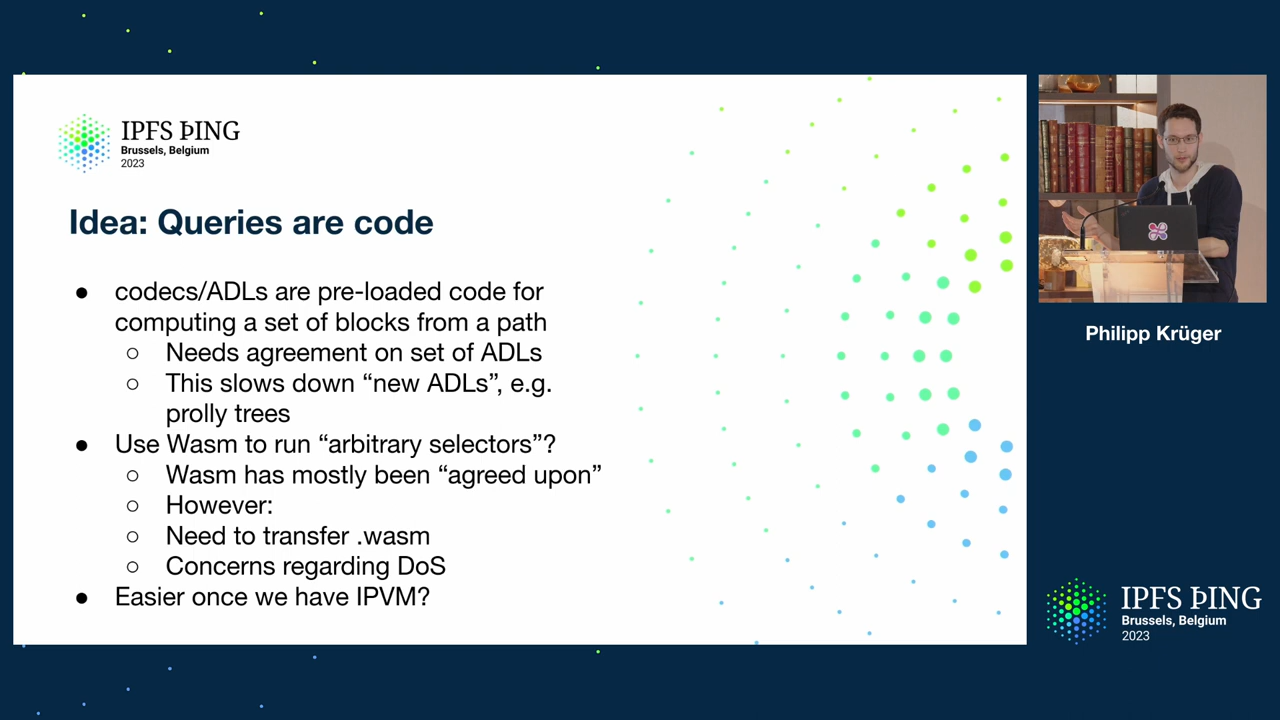 IPFS ÞING
Brussels, Belgium
2023
Idea: Queries are code
● codecs/ADLs are pre-loaded code for
computing a set of blocks from a path
○ Needs agreement on set of ADLs
○ This slows down “new ADLs”, e.g.
prolly trees
● Use Wasm to run “arbitrary selectors”?
○ Wasm has mostly been “agreed upon”
○ However:
○ Need to transfer .wasm
○ Concerns regarding DoS
● Easier once we have IPVM?
Philipp Krüger
IPFS ÞING
Brussels, Belgium
2023